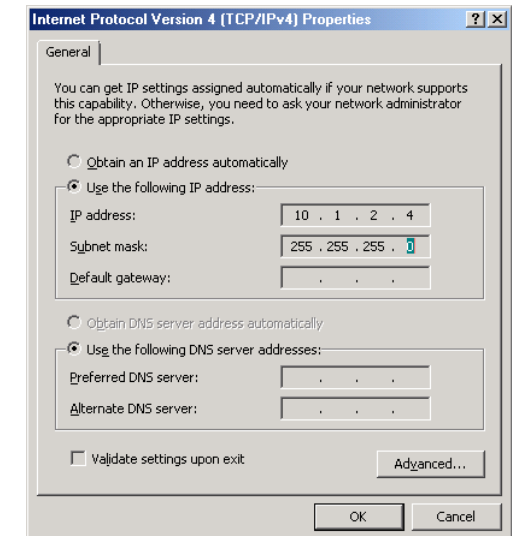 Internet Protocol Version 4 (TCP/IPv4) Properties ? X
General
You can get IP settings assigned automatically if your network supports
this capability. Otherwise, you need to ask your network administrator
for the appropriate IP settings.
Obtain an IP address automatically
Use the following IP address:
IP address: 10 . 1 . 2 . 4
Subnet mask: 255 . 255 . 255 . 0
Default gateway: . . .
Obtain DNS server address automatically
Use the following DNS server addresses:
Preferred DNS server: . . .
Alternate DNS server: . . .
Validate settings upon exit Advanced...
OK Cancel